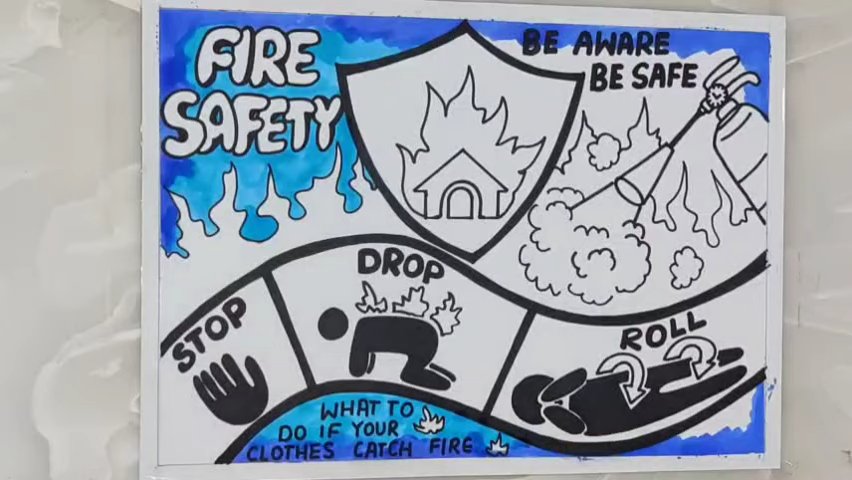 FIRE
SAFETY
BE AWARE
BE SAFE
STOP
DROP
ROLL
WHAT TO
DO IF YOUR
CLOTHES CATCH FIRE